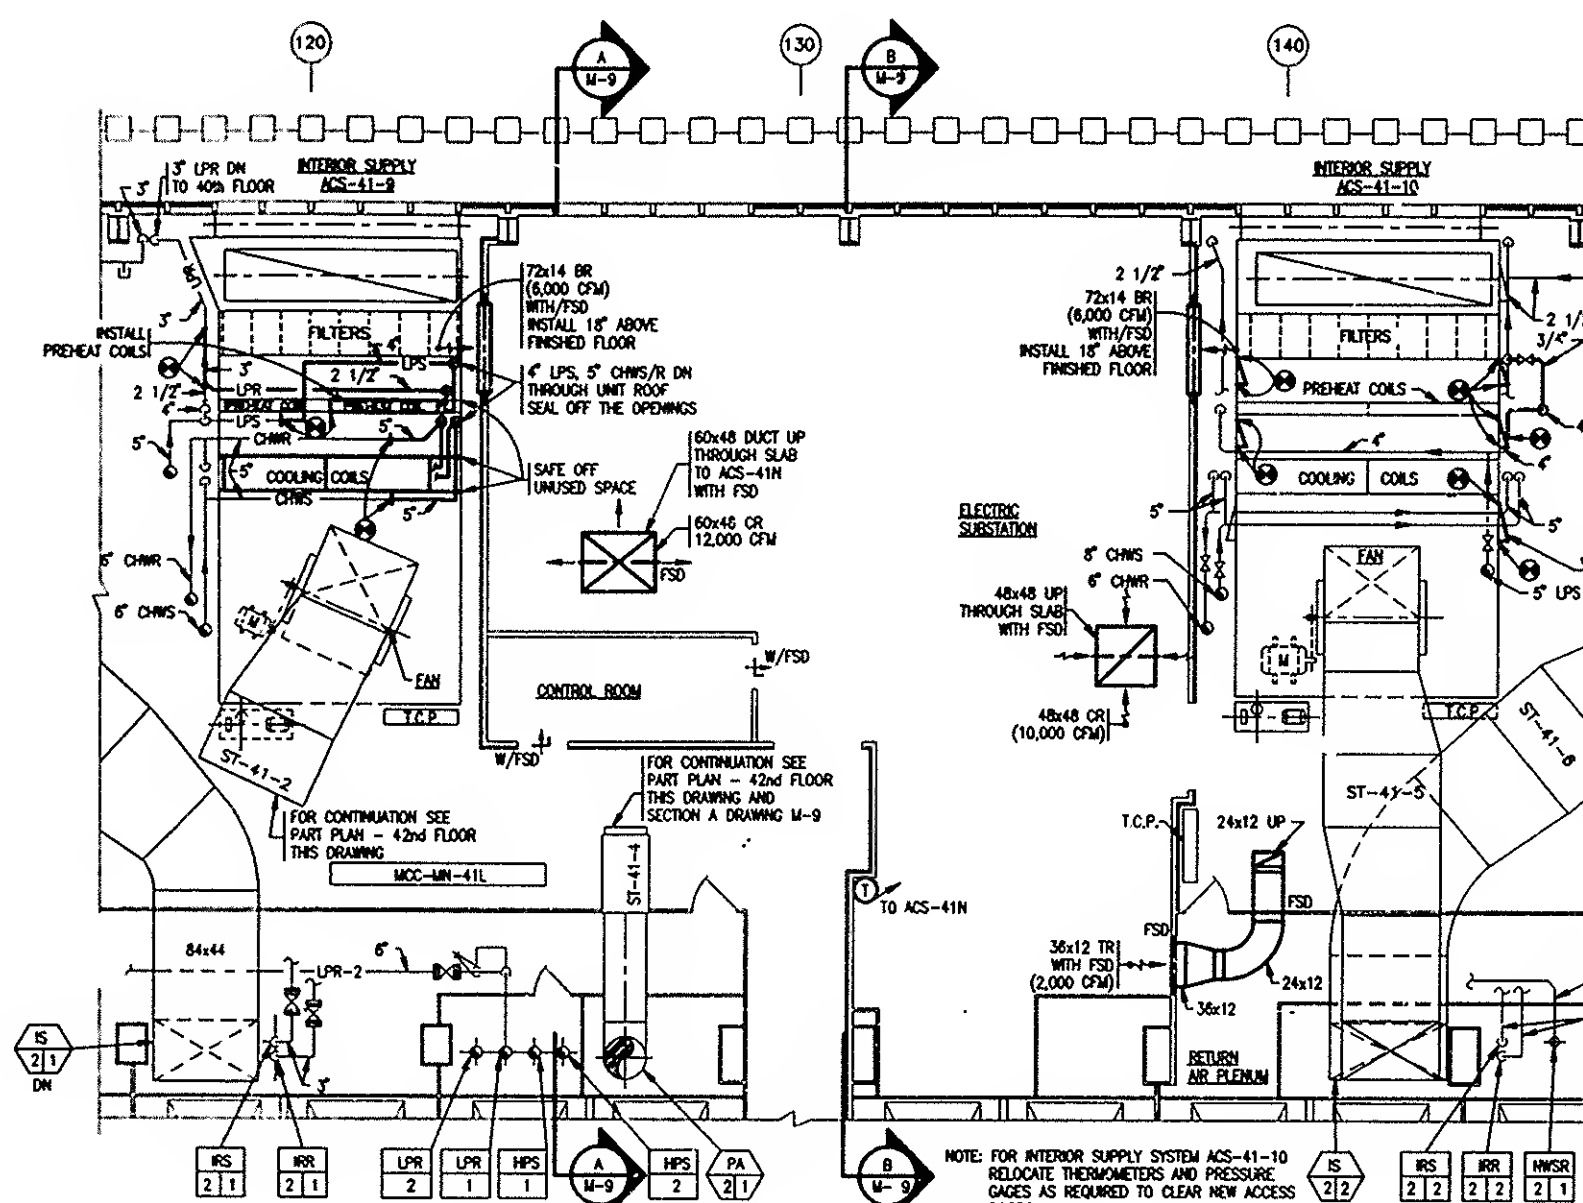 120
130
140
A
M-9
B
M-9
3" LPR DN
TO 40th FLOOR
3"
INTERIOR SUPPLY
ACS-41-9
INTERIOR SUPPLY
ACS-41-10
72x14 BR
(6,000 CFM)
WITH/FSD
INSTALL 18" ABOVE
FINISHED FLOOR
2 1/2"
72x14 BR
(6,000 CFM)
WITH/FSD
INSTALL 18" ABOVE
FINISHED FLOOR
3"
INSTALL
PREHEAT COILS
FILTERS
FILTERS
3/4"
4"
LPS
3"
2 1/2"
LPR
2 1/2"
4"
PREHEAT COIL
LPS
CHWR
5"
5"
5"
COOLING COILS
CHWS
5"
4" LPS, 5" CHWS/R DN
THROUGH UNIT ROOF
SEAL OFF THE OPENINGS
SAFE OFF
UNUSED SPACE
60x48 DUCT UP
THROUGH SLAB
TO ACS-41N
WITH FSD
60x48 CR
12,000 CFM
FSD
PREHEAT COILS
4"
4"
COOLING COILS
5"
5"
ELECTRIC
SUBSTATION
8" CHWS
6" CHWR
FAN
5" LPS
6" CHWR
6" CHWS
M
FAN
T.C.P.
ST-41-2
48x48 UP
THROUGH SLAB
WITH FSD
48x48 CR
(10,000 CFM)
W/FSD
CONTROL ROOM
W/FSD
M
T.C.P.
ST-41-6
ST-41-5
FOR CONTINUATION SEE
PART PLAN - 42nd FLOOR
THIS DRAWING AND
SECTION A DRAWING M-9
FOR CONTINUATION SEE
PART PLAN - 42nd FLOOR
THIS DRAWING
MCC-MN-41L
ST-41-4
T.C.P.
24x12 UP
T
TO ACS-41N
FSD
FSD
84x44
LPR-2
6"
36x12 TR
WITH FSD
(2,000 CFM)
24x12
36x12
IS
2 1
DN
3"
RETURN
AIR PLENUM
IRS
2 1
IRR
2 1
LPR
2
LPR
1
HPS
1
A
M-9
HPS
2
PA
2 1
B
M-9
NOTE: FOR INTERIOR SUPPLY SYSTEM ACS-41-10
RELOCATE THERMOMETERS AND PRESSURE
GAGES AS REQUIRED TO CLEAR NEW ACCESS
IS
2 2
IRS
2 2
IRR
2 2
NWSR
2 1